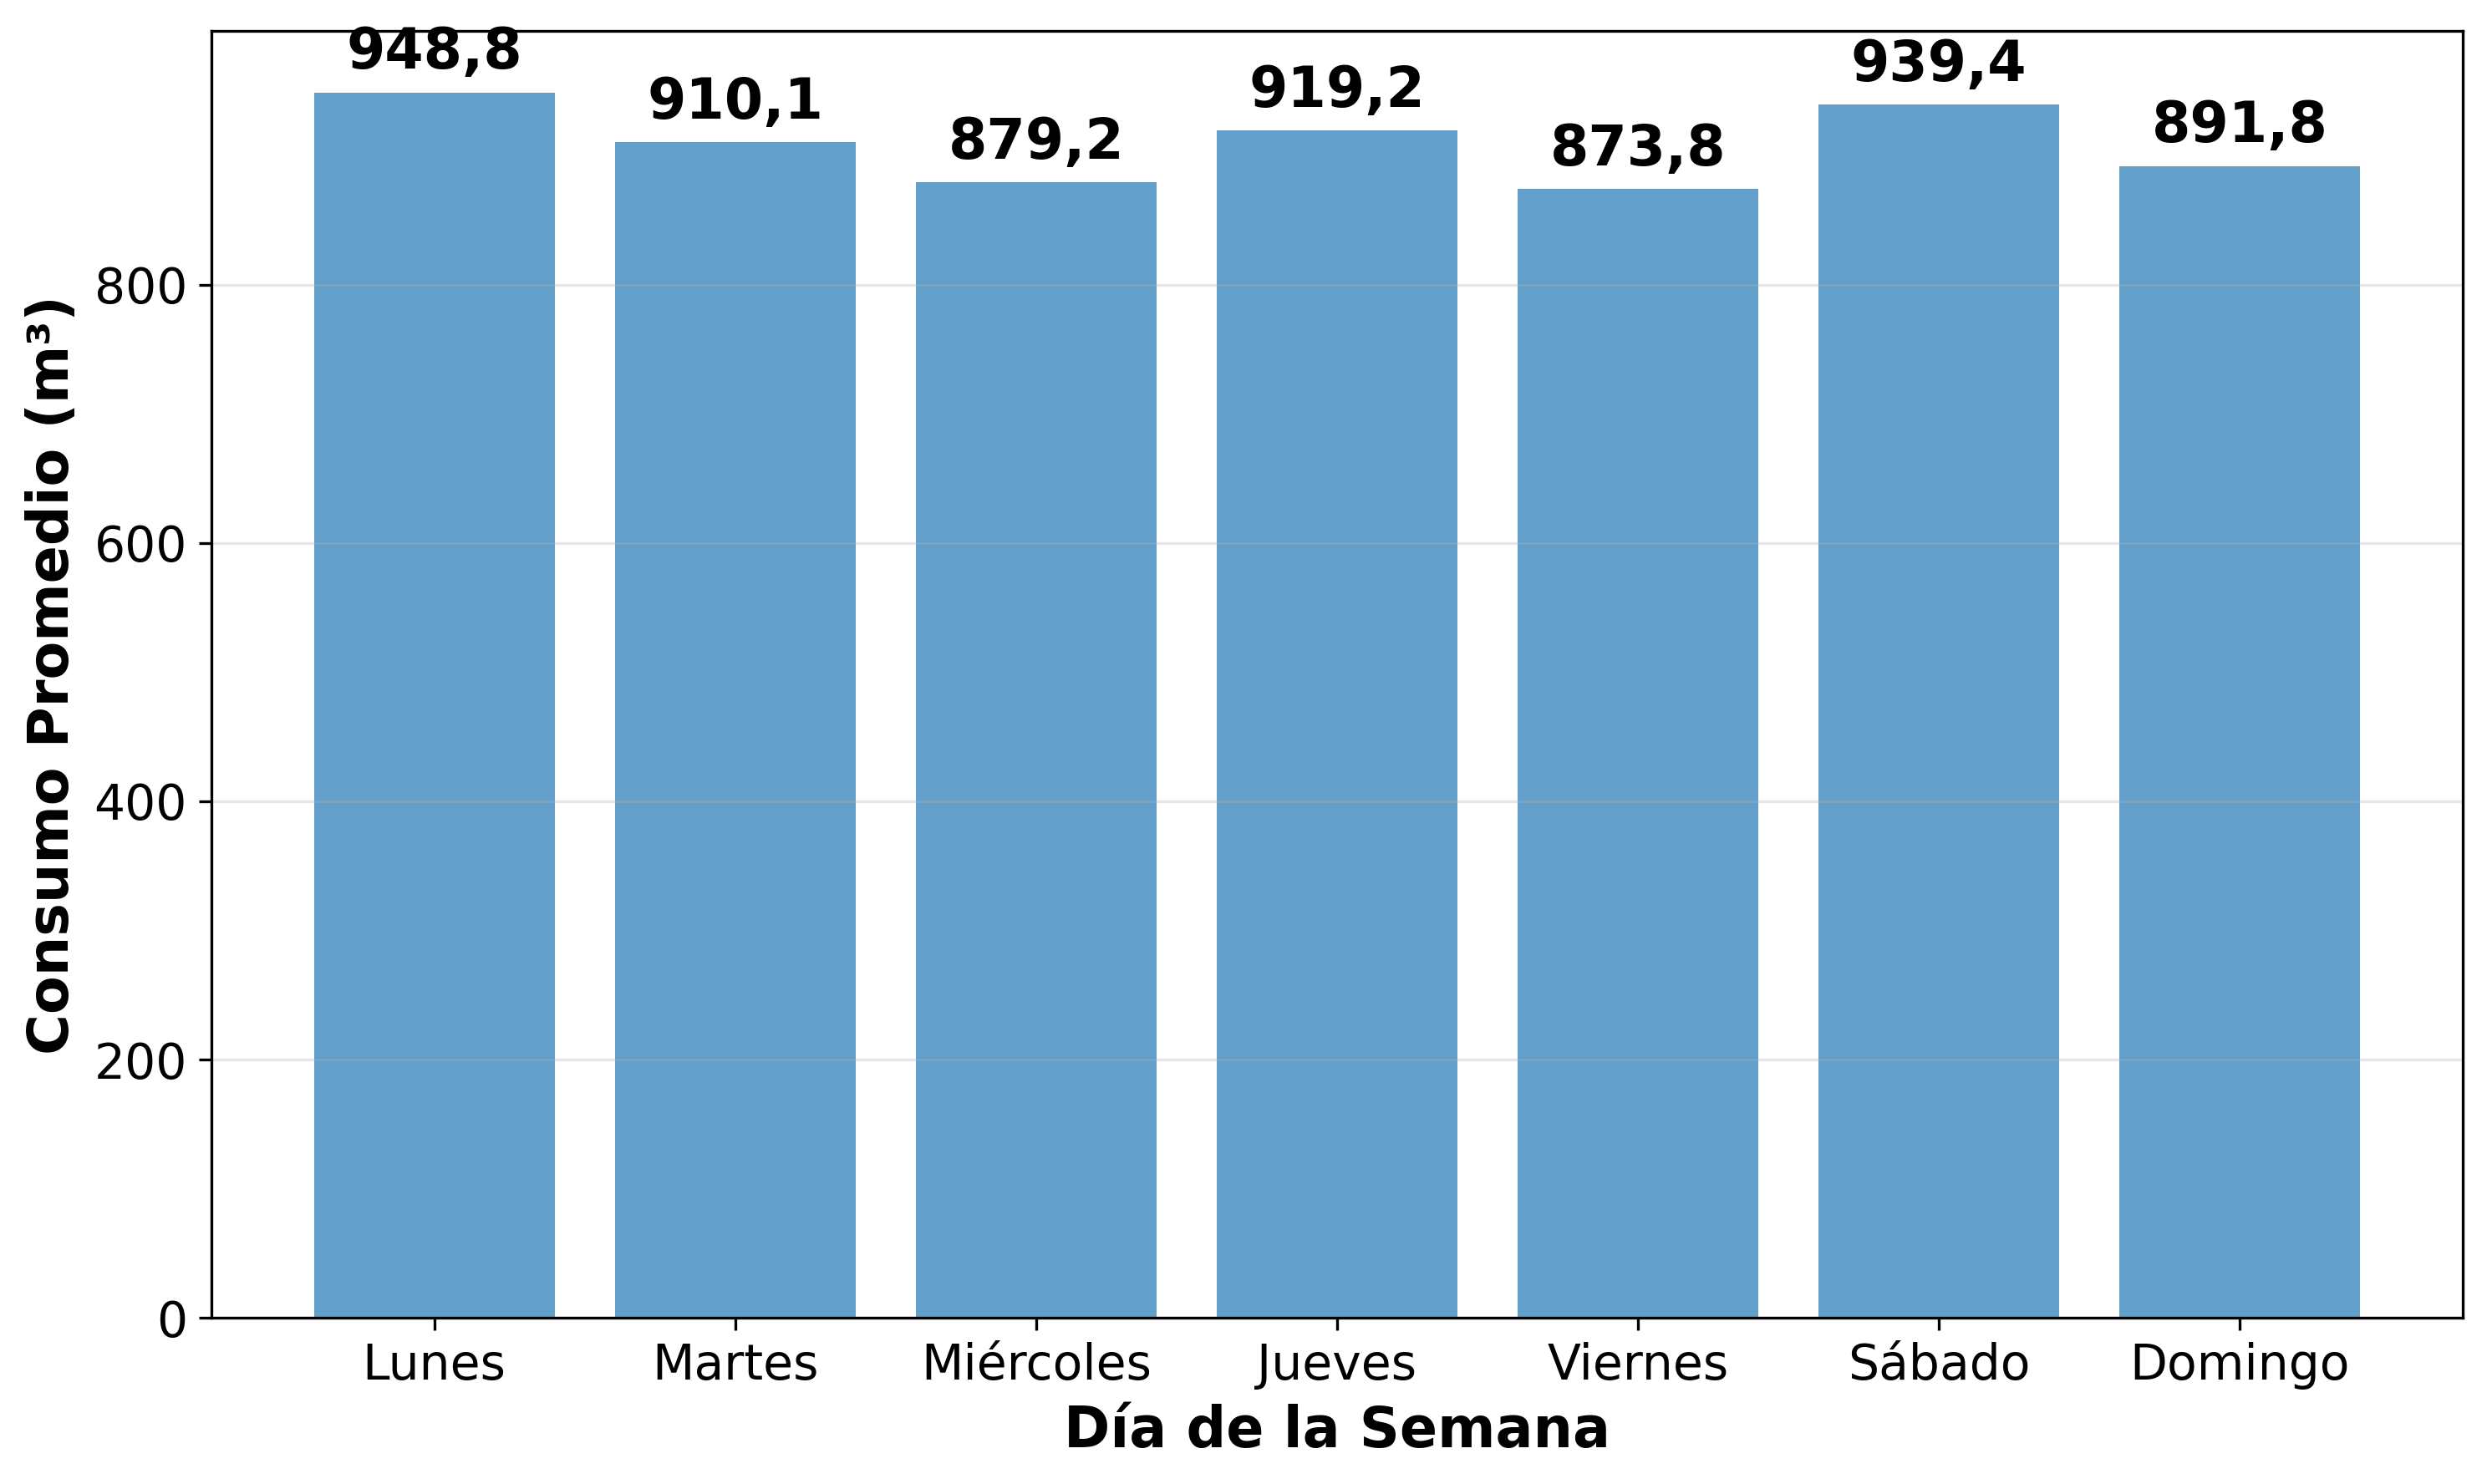 948,8
910,1
879,2
919,2
873,8
939,4
891,8
Consumo Promedio (m³)
800
600
400
200
0
Lunes
Martes
Miércoles
Jueves
Viernes
Sábado
Domingo
Día de la Semana